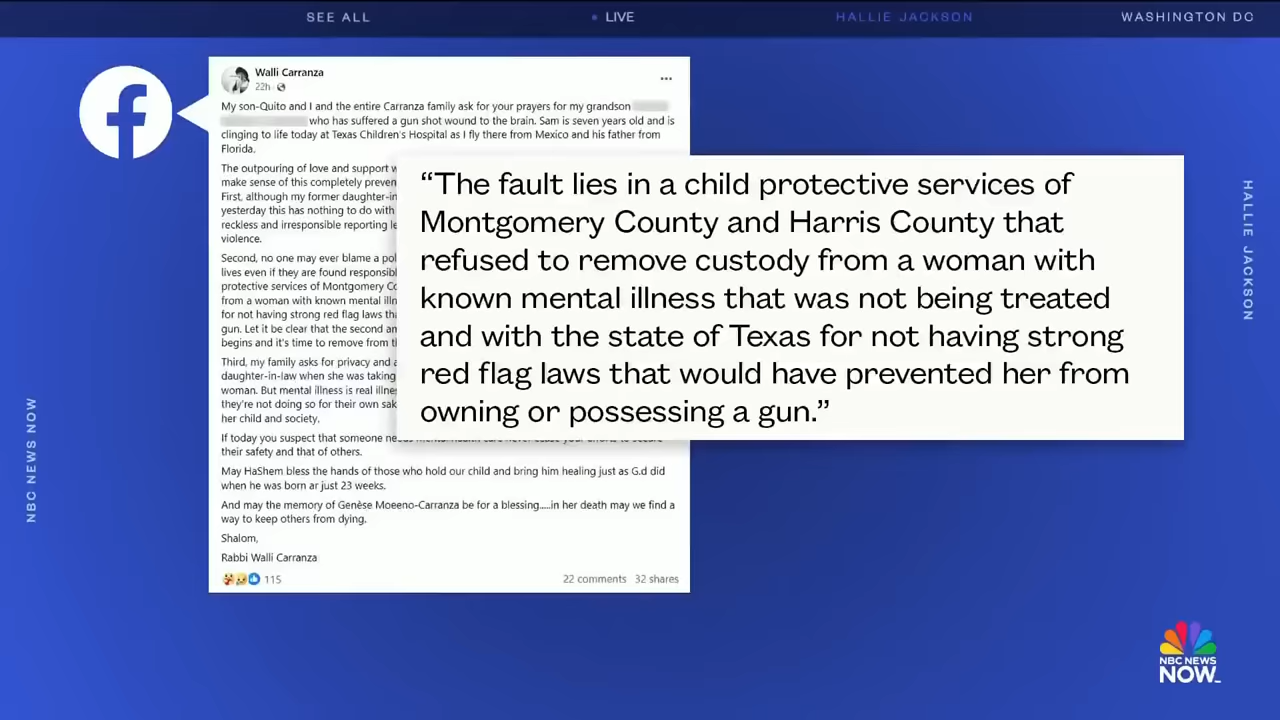 SEE ALL
• LIVE
HALLIE JACKSON
WASHINGTON DC
Walli Carranza
22h
My son-Quito and I and the entire Carranza family ask for your prayers for my grandson
who has suffered a gun shot wound to the brain. Sam is seven years old and is
clinging to life today at Texas Children's Hospital as I fly there from Mexico and his father from
Florida.
The outpouring of love and support
make sense of this completely
First, although my former
yesterday this has nothing to do with
reckless and irresponsible reporting
violence.
Second, no one may ever blame a
lives even if they are found
protective services of Montgomery
from a woman with known mental
for not having strong red flag laws
gun. Let it be clear that the second
begins and it's time to remove from
Third, my family asks for privacy and
daughter-in-law when she was taking
woman. But mental illness is real
they're not doing so for their own
her child and society.
If today you suspect that someone
their safety and that of others.
May HaShem bless the hands of those who hold our child and bring him healing just as G.d did
when he was born ar just 23 weeks.
And may the memory of Genèse Moeeno-Carranza be for a blessing.....in her death may we find a
way to keep others from dying.
Shalom,
Rabbi Walli Carranza
115
22 comments 32 shares
“The fault lies in a child protective services of
Montgomery County and Harris County that
refused to remove custody from a woman with
known mental illness that was not being treated
and with the state of Texas for not having strong
red flag laws that would have prevented her from
owning or possessing a gun.”
NBC NEWS NOW
HALLIE JACKSON
NBC NEWS
NOW